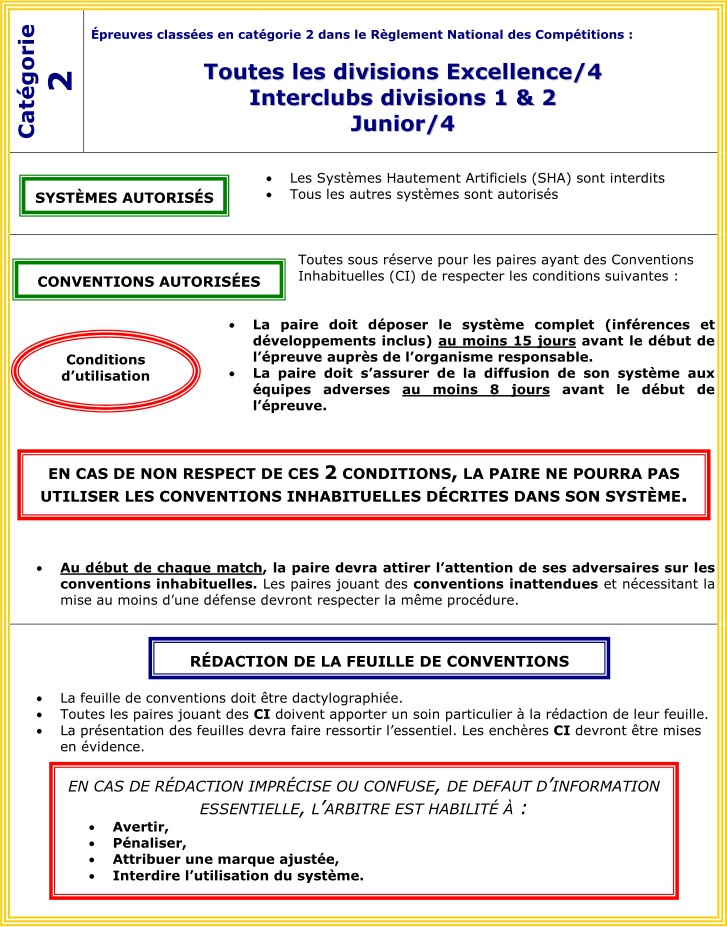 Catégorie
2
Épreuves classées en catégorie 2 dans le Règlement National des Compétitions :
Toutes les divisions Excellence/4
Interclubs divisions 1 & 2
Junior/4
SYSTÈMES AUTORISÉS
• Les Systèmes Hautement Artificiels (SHA) sont interdits
• Tous les autres systèmes sont autorisés
CONVENTIONS AUTORISÉES
Toutes sous réserve pour les paires ayant des Conventions
Inhabituelles (CI) de respecter les conditions suivantes :
Conditions
d'utilisation
• La paire doit déposer le système complet (inférences et
développements inclus) au moins 15 jours avant le début de
l'épreuve auprès de l'organisme responsable.
• La paire doit s'assurer de la diffusion de son système aux
équipes adverses au moins 8 jours avant le début de
l'épreuve.
EN CAS DE NON RESPECT DE CES 2 CONDITIONS, LA PAIRE NE POURRA PAS
UTILISER LES CONVENTIONS INHABITUELLES DÉCRITES DANS SON SYSTÈME.
• Au début de chaque match, la paire devra attirer l'attention de ses adversaires sur les
conventions inhabituelles. Les paires jouant des conventions inattendues et nécessitant la
mise au moins d'une défense devront respecter la même procédure.
RÉDACTION DE LA FEUILLE DE CONVENTIONS
• La feuille de conventions doit être dactylographiée.
• Toutes les paires jouant des CI doivent apporter un soin particulier à la rédaction de leur feuille.
• La présentation des feuilles devra faire ressortir l'essentiel. Les enchères CI devront être mises
en évidence.
EN CAS DE RÉDACTION IMPRÉCISE OU CONFUSE, DE DEFAUT D'INFORMATION
ESSENTIELLE, L'ARBITRE EST HABILITÉ À :
• Avertir,
• Pénaliser,
• Attribuer une marque ajustée,
• Interdire l'utilisation du système.